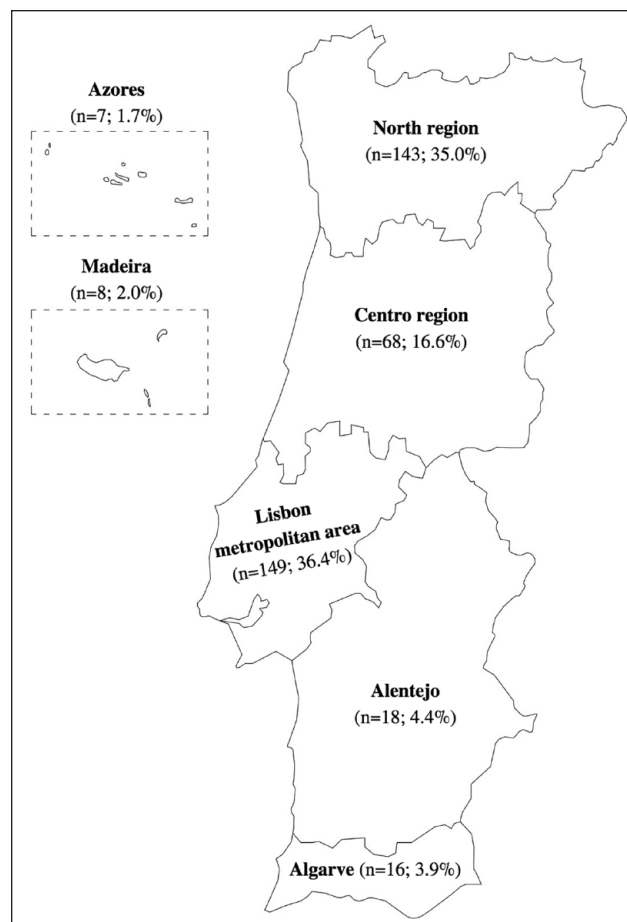 Azores
(n=7; 1.7%)
North region
(n=143; 35.0%)
Madeira
(n=8; 2.0%)
Centro region
(n=68; 16.6%)
Lisbon
metropolitan area
(n=149; 36.4%)
Alentejo
(n=18; 4.4%)
Algarve (n=16; 3.9%)